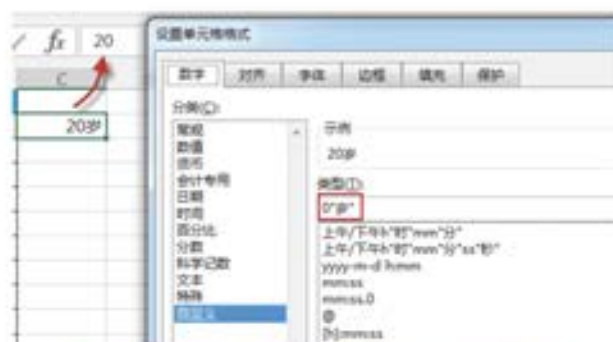 fx 20
设置单元格格式
C
数字 对齐 字体 边框 填充 保护
分类(C):
常规
数值
货币
会计专用
日期
时间
百分比
分数
科学记数
文本
特殊
自定义
20岁
示例
20岁
类型(T):
0"岁"
上午/下午h"时"mm"分"
上午/下午h"时"mm"分"ss"秒"
yyyy-m-d h:mm
mm:ss
mm:ss.0
@
[h]:mm:ss